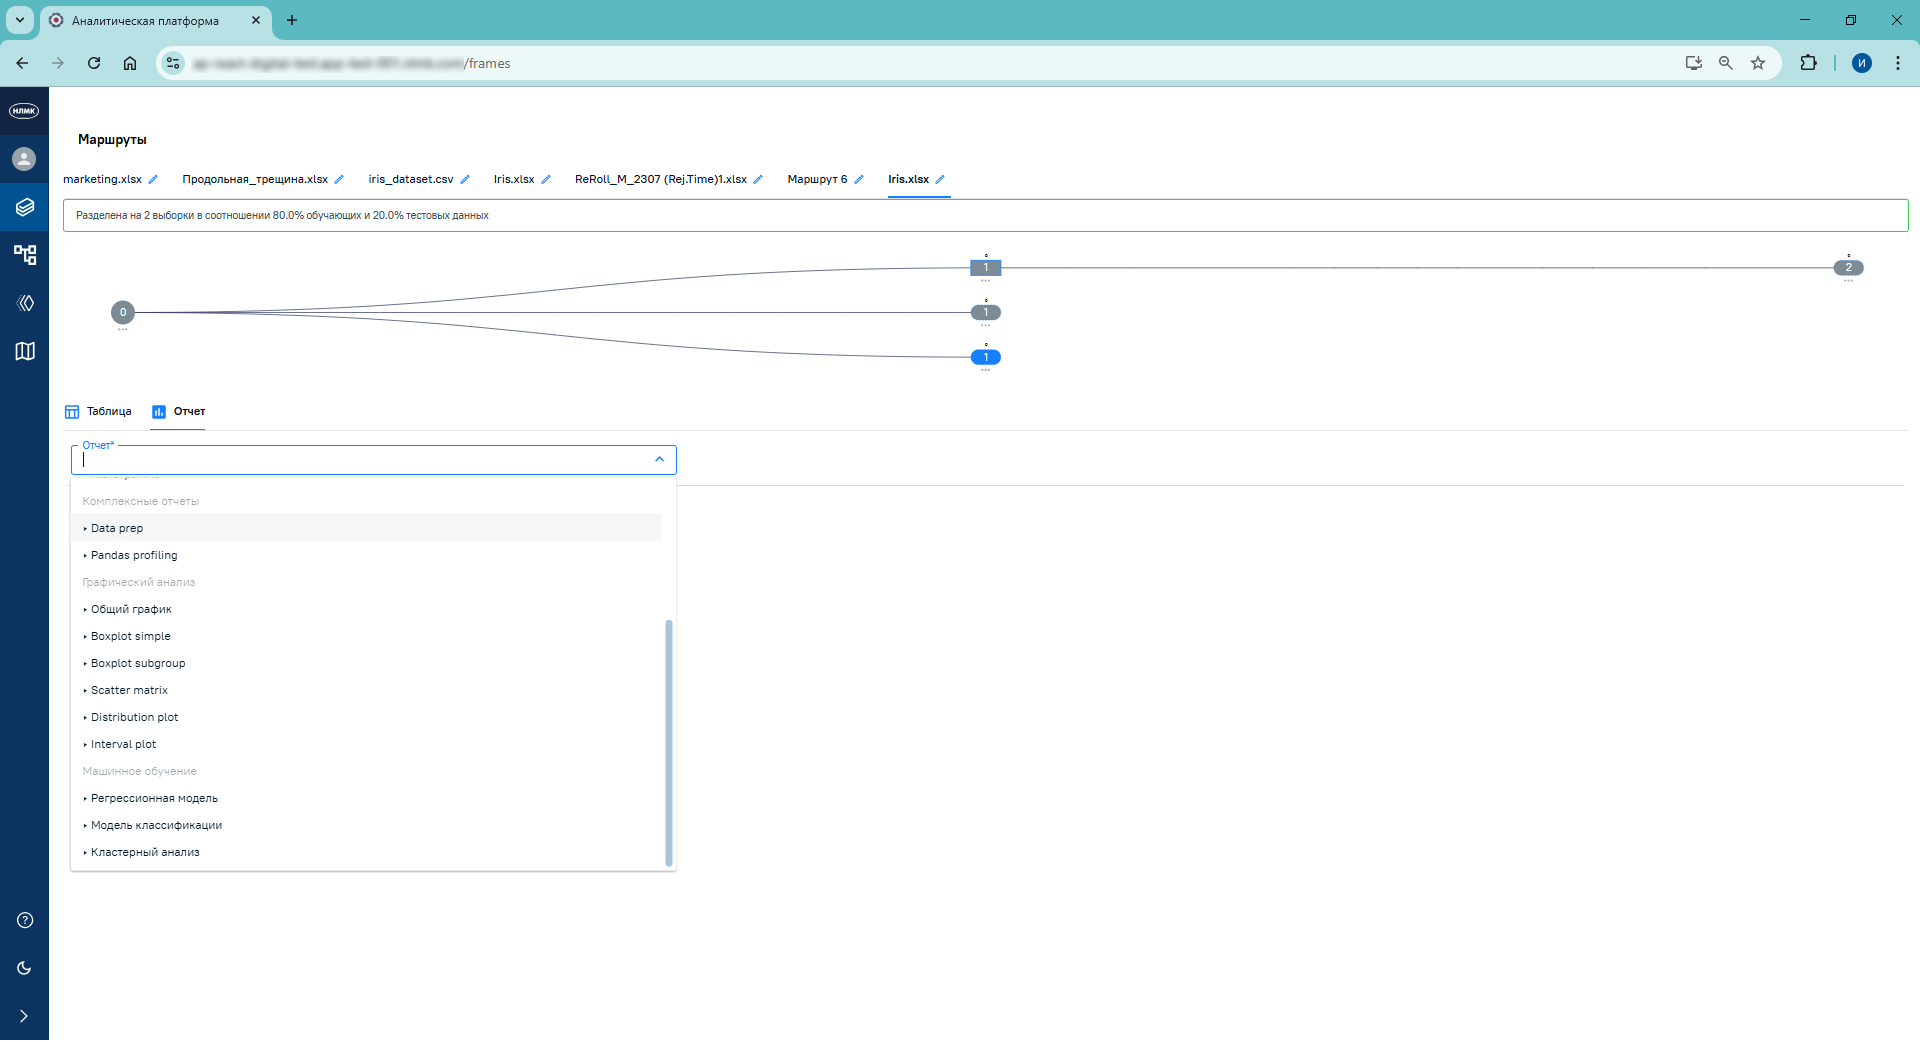 Аналитическая платформа
/frames
И
НЛМК
Маршруты
marketing.xlsx
Продольная_трещина.xlsx
iris_dataset.csv
Iris.xlsx
ReRoll_M_2307 (Rej.Time)1.xlsx
Маршрут 6
Iris.xlsx
Разделена на 2 выборки в соотношении 80.0% обучающих и 20.0% тестовых данных
1
2
0
1
1
Таблица
Отчет
Отчет*
Комплексные отчеты
‣ Data prep
‣ Pandas profiling
Графический анализ
‣ Общий график
‣ Boxplot simple
‣ Boxplot subgroup
‣ Scatter matrix
‣ Distribution plot
‣ Interval plot
Машинное обучение
‣ Регрессионная модель
‣ Модель классификации
‣ Кластерный анализ